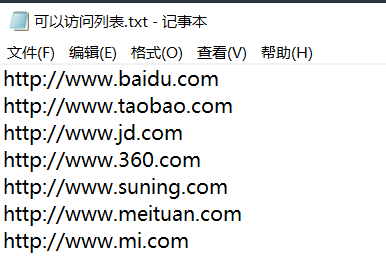 可以访问列表.txt - 记事本
文件(F) 编辑(E) 格式(O) 查看(V) 帮助(H)
http://www.baidu.com
http://www.taobao.com
http://www.jd.com
http://www.360.com
http://www.suning.com
http://www.meituan.com
http://www.mi.com